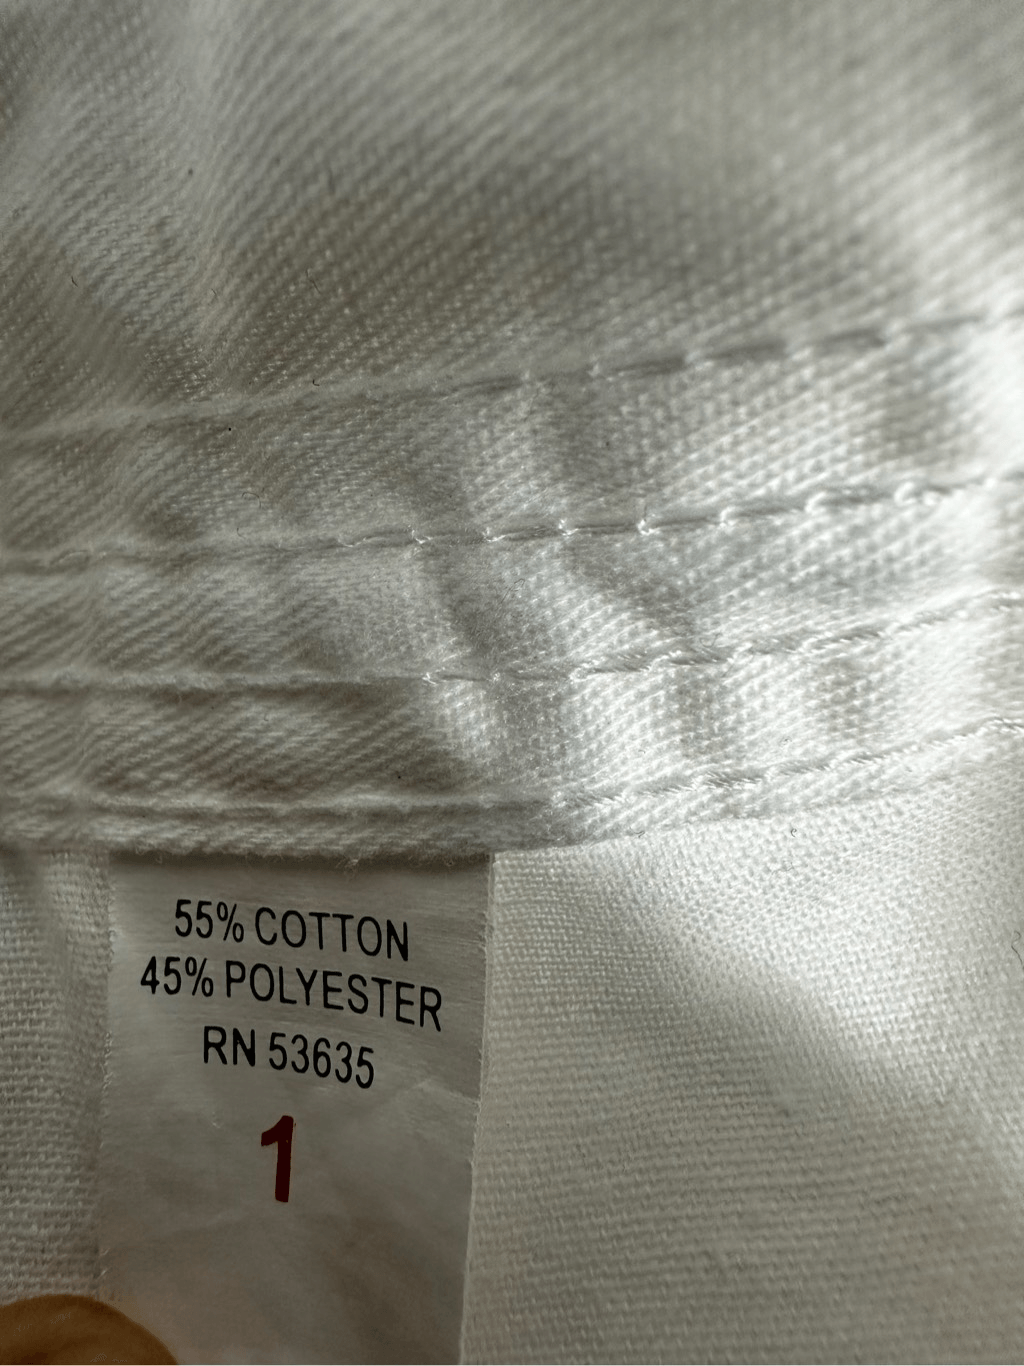 55% COTTON
45% POLYESTER
RN 53635
1